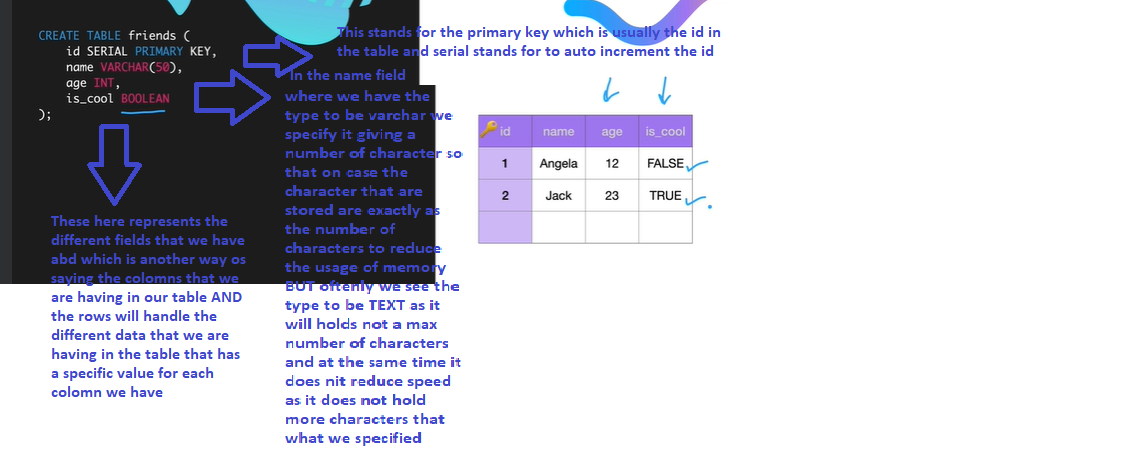 CREATE TABLE friends (
id SERIAL PRIMARY KEY,
name VARCHAR(50),
age INT,
is_cool BOOLEAN
);
This stands for the primary key which is usually the id in
the table and serial stands for to auto increment the id
In the name field
where we have the
type to be varchar we
specify it giving a
number of character so
that on case the
character that are
stored are exactly as
the number of
characters to reduce
the usage of memory
BUT oftenly we see the
type to be TEXT as it
will holds not a max
number of characters
and at the same time it
does nit reduce speed
as it does not hold
more characters that
what we specified
These here represents the
different fields that we have
abd which is another way os
saying the colomns that we
are having in our table AND
the rows will handle the
different data that we are
having in the table that has
a specific value for each
colomn we have
id name age is_cool
1 Angela 12 FALSE
2 Jack 23 TRUE